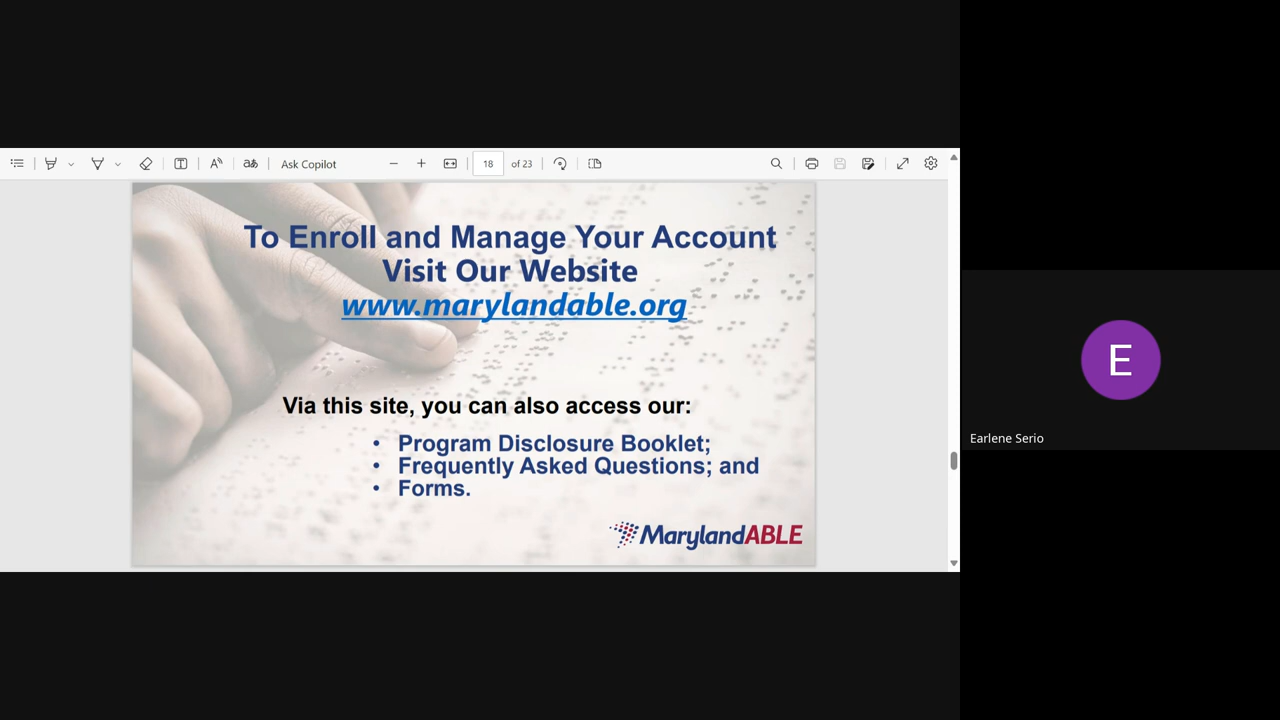 Ask Copilot
18 of 23
To Enroll and Manage Your Account
Visit Our Website
www.marylandable.org
Via this site, you can also access our:
• Program Disclosure Booklet;
• Frequently Asked Questions; and
• Forms.
MarylandABLE
E
Earlene Serio